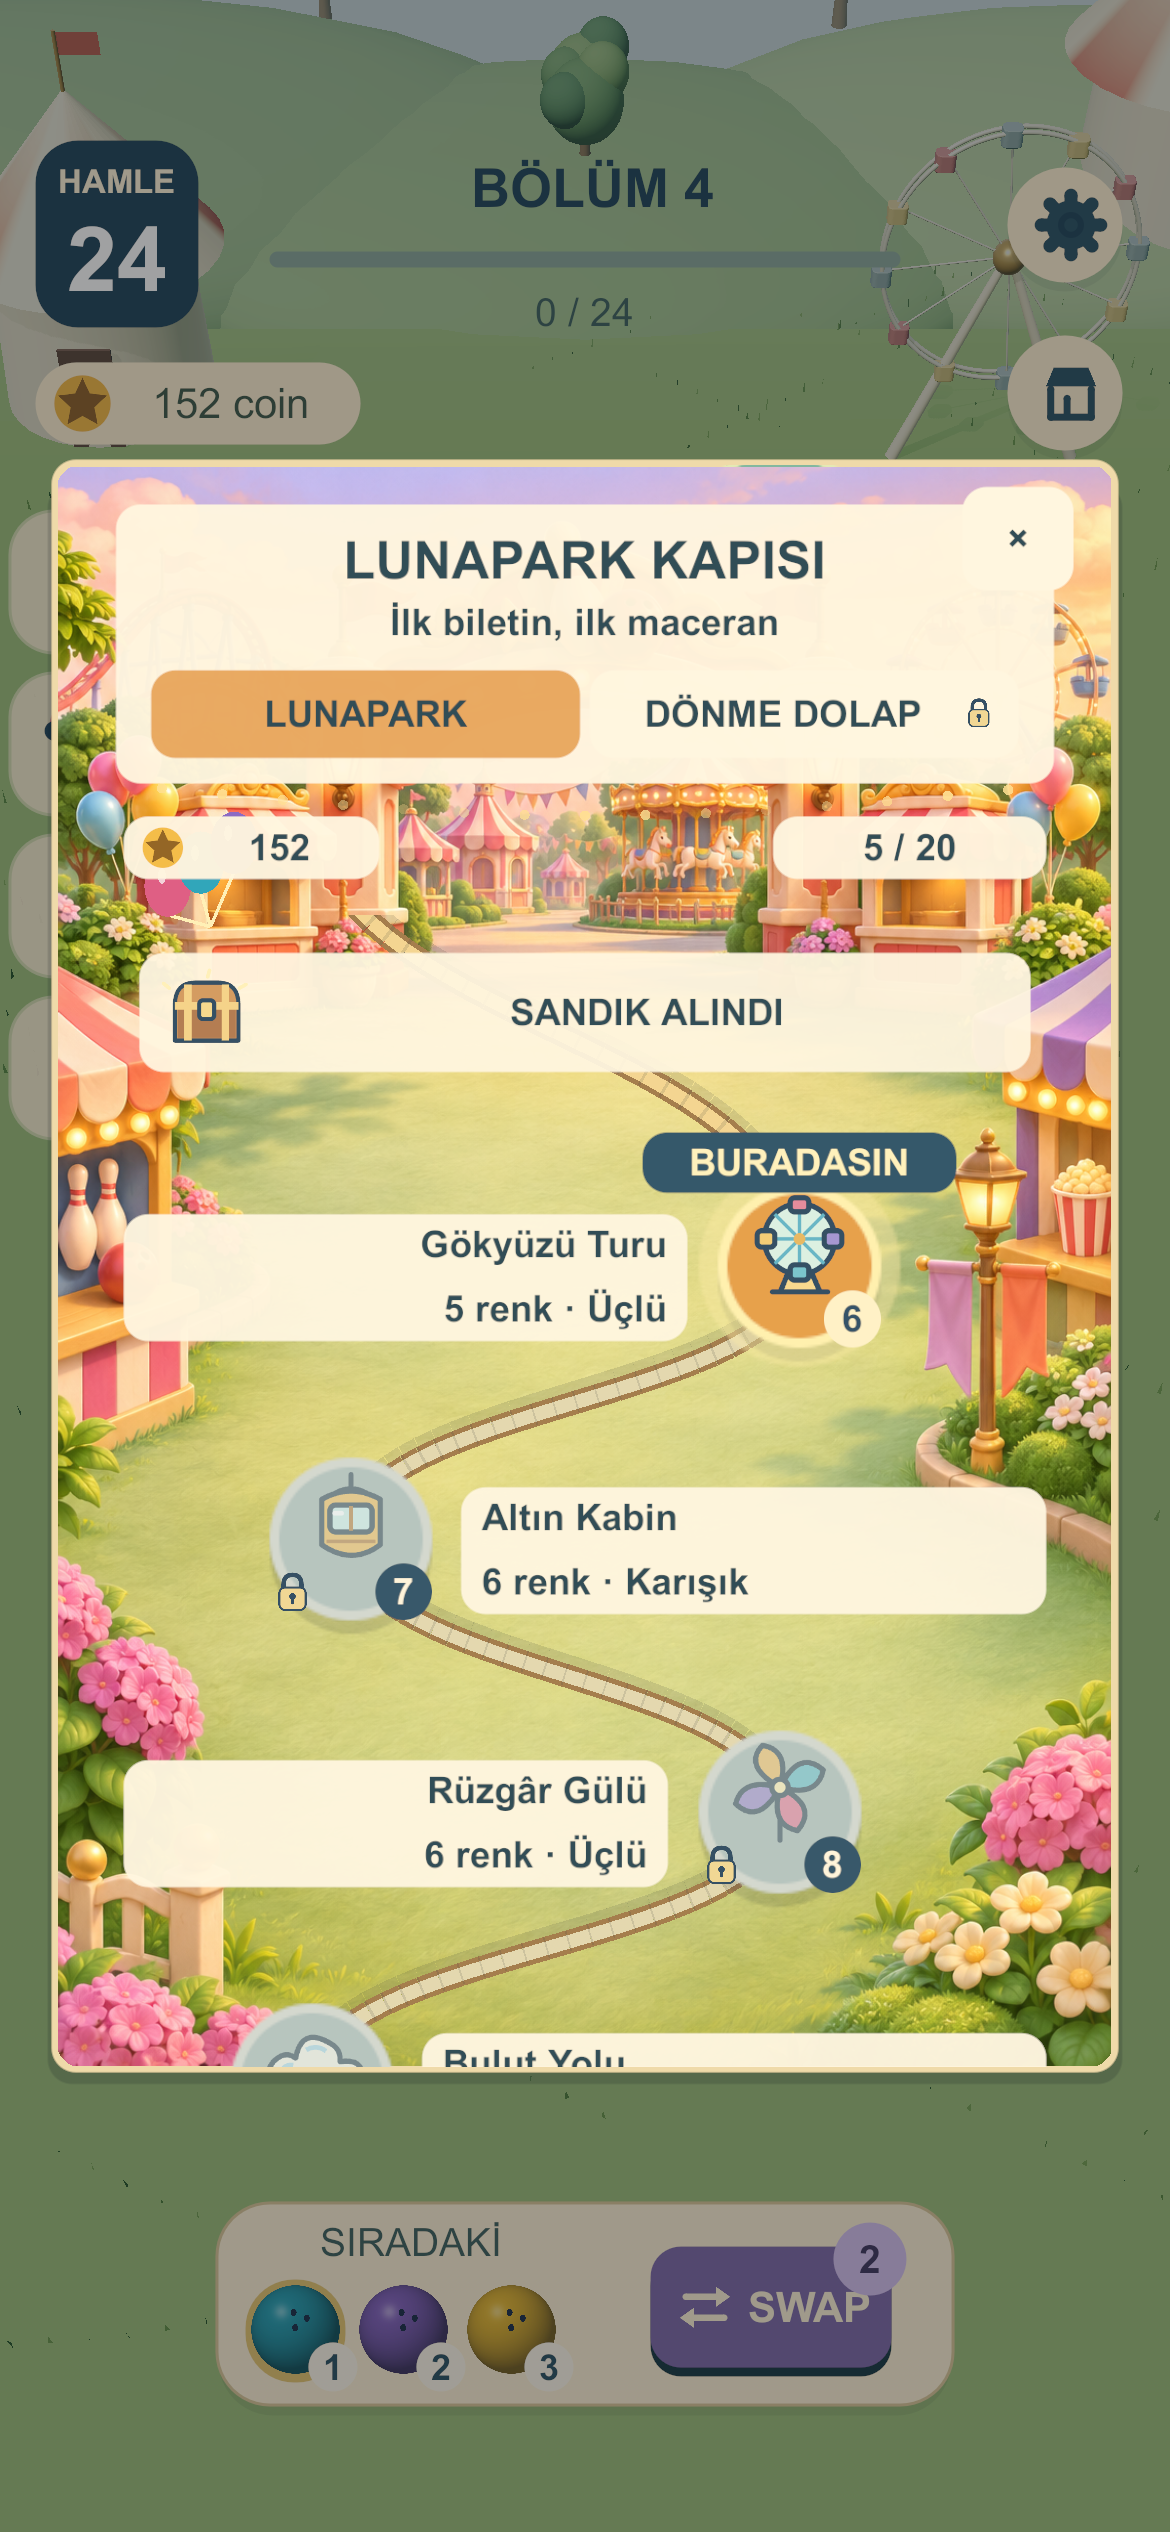 HAMLE
24
BÖLÜM 4
0 / 24
152 coin
LUNAPARK KAPISI
×
İlk biletin, ilk maceran
LUNAPARK
DÖNME DOLAP
152
5 / 20
SANDIK ALINDI
BURADASIN
Gökyüzü Turu
5 renk · Üçlü
6
Altın Kabin
6 renk · Karışık
7
Rüzgâr Gülü
6 renk · Üçlü
8
Bulut Yolu
SIRADAKİ
1
2
3
2
SWAP